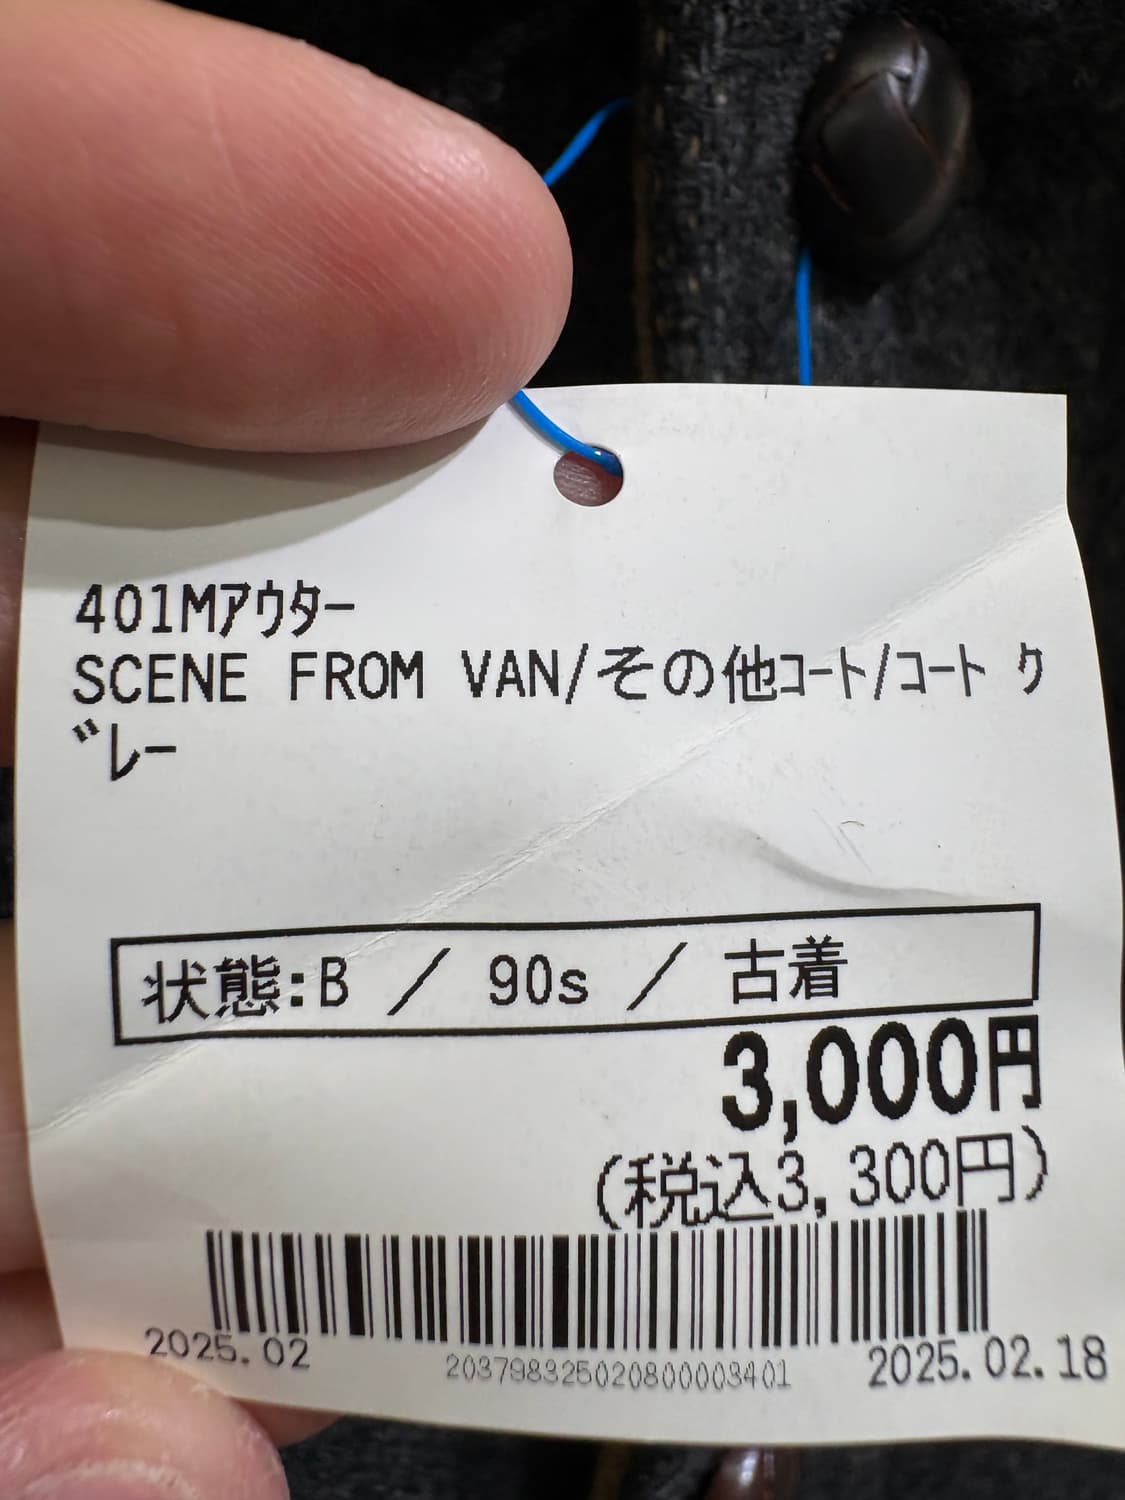 401Mｱｳﾀｰ
SCENE FROM VAN/その他ｺｰﾄ/ｺｰﾄ ｸ
ﾞﾚｰ
状態:B ／ 90s ／ 古着
3,000円
(税込3,300円)
2025.02
2037983250208000003401
2025.02.18